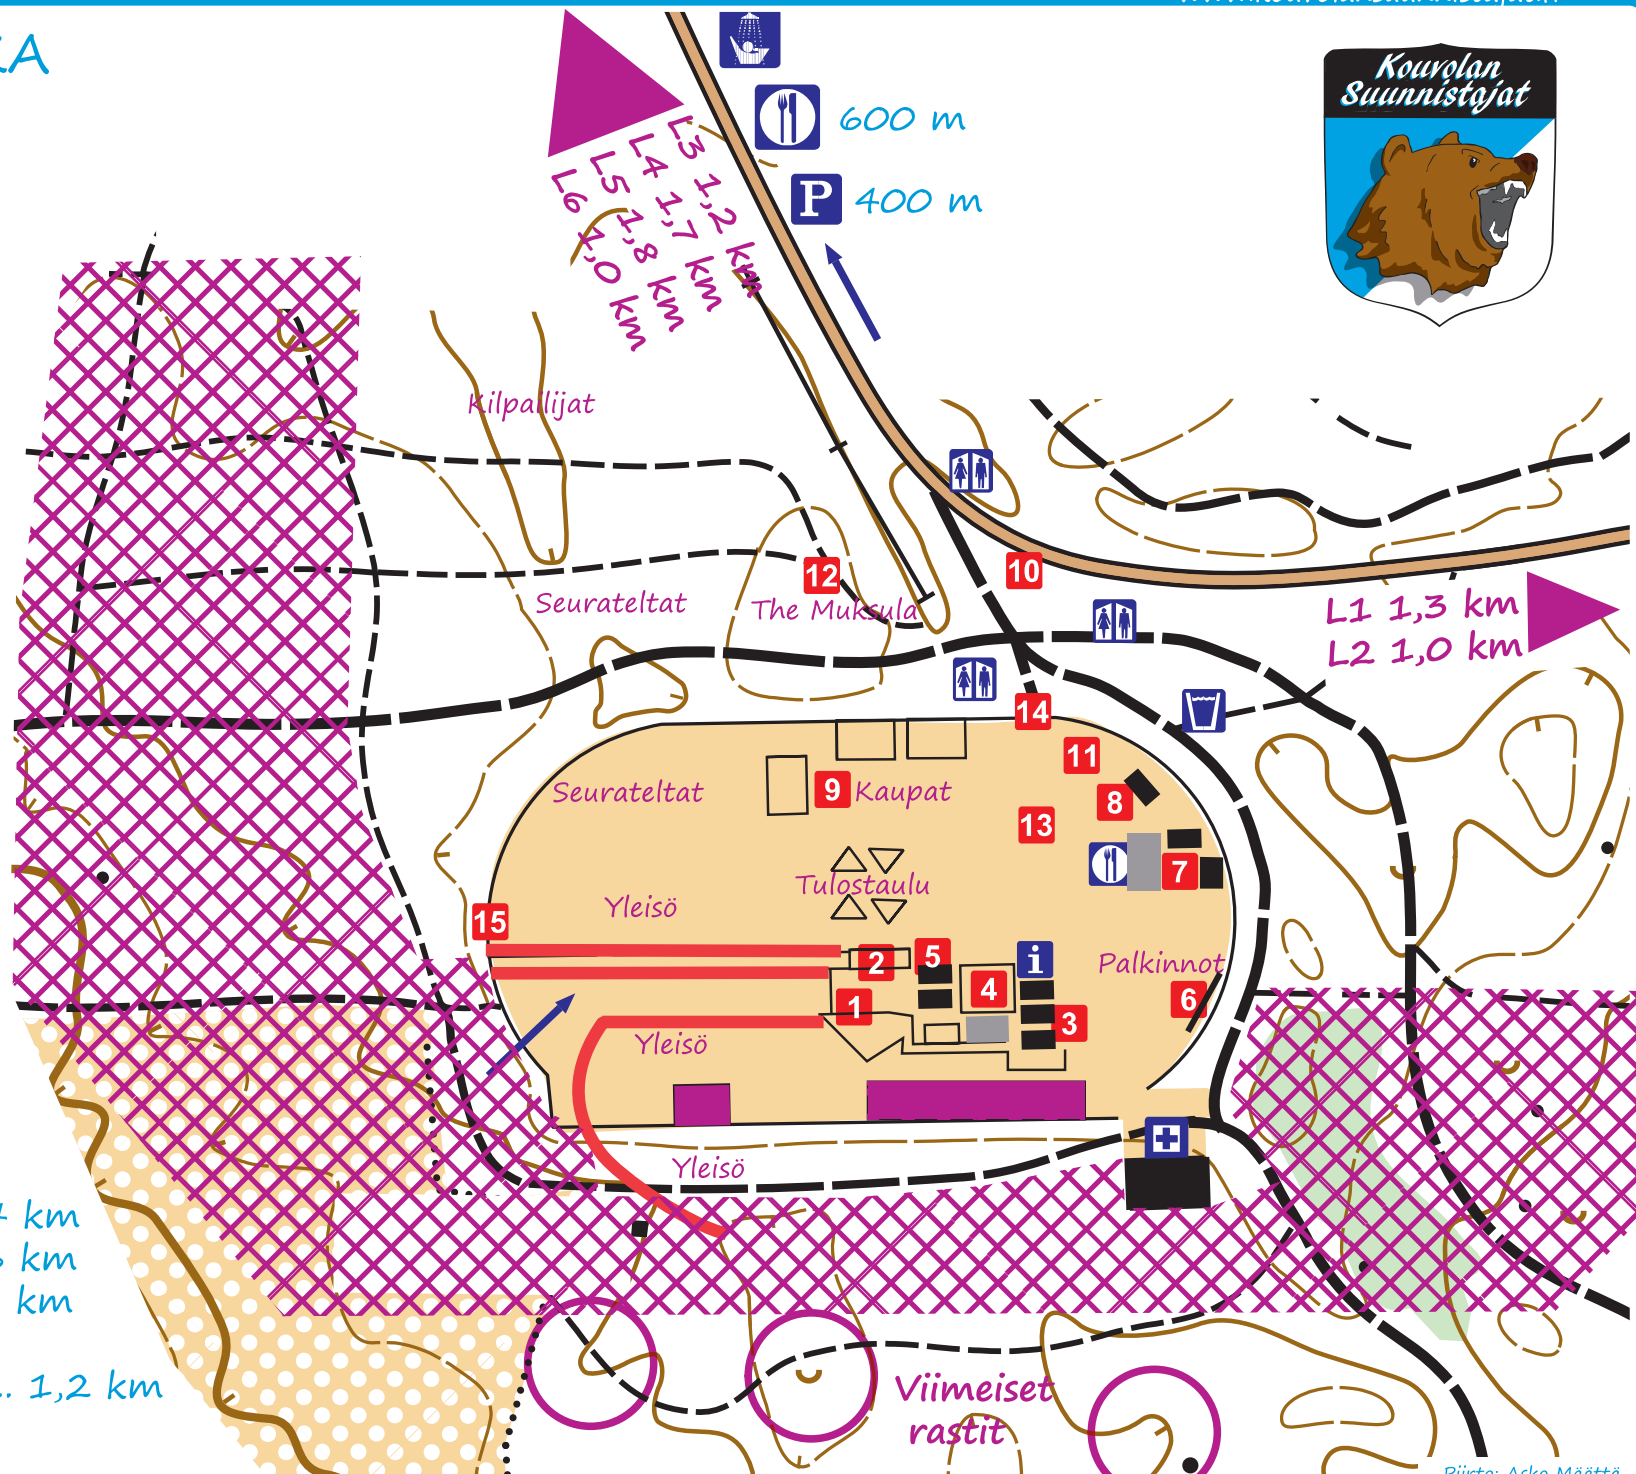 Kouvolan
Suunnistajat
600 m
P 400 m
L3 1,2 km
L4 1,7 km
L5 1,8 km
L6 1,0 km
Kilpailijat
12
10
Seurateltat
The Muksula
L1 1,3 km
L2 1,0 km
14
11
Seurateltat
9 Kaupat
8
13
7
Tulostaulu
Yleisö
15
2
5
i
Palkinnot
4
6
1
3
Yleisö
Yleisö
km
km
km
1,2 km
Viimeiset
rastit
Piirto: Asko Määttä